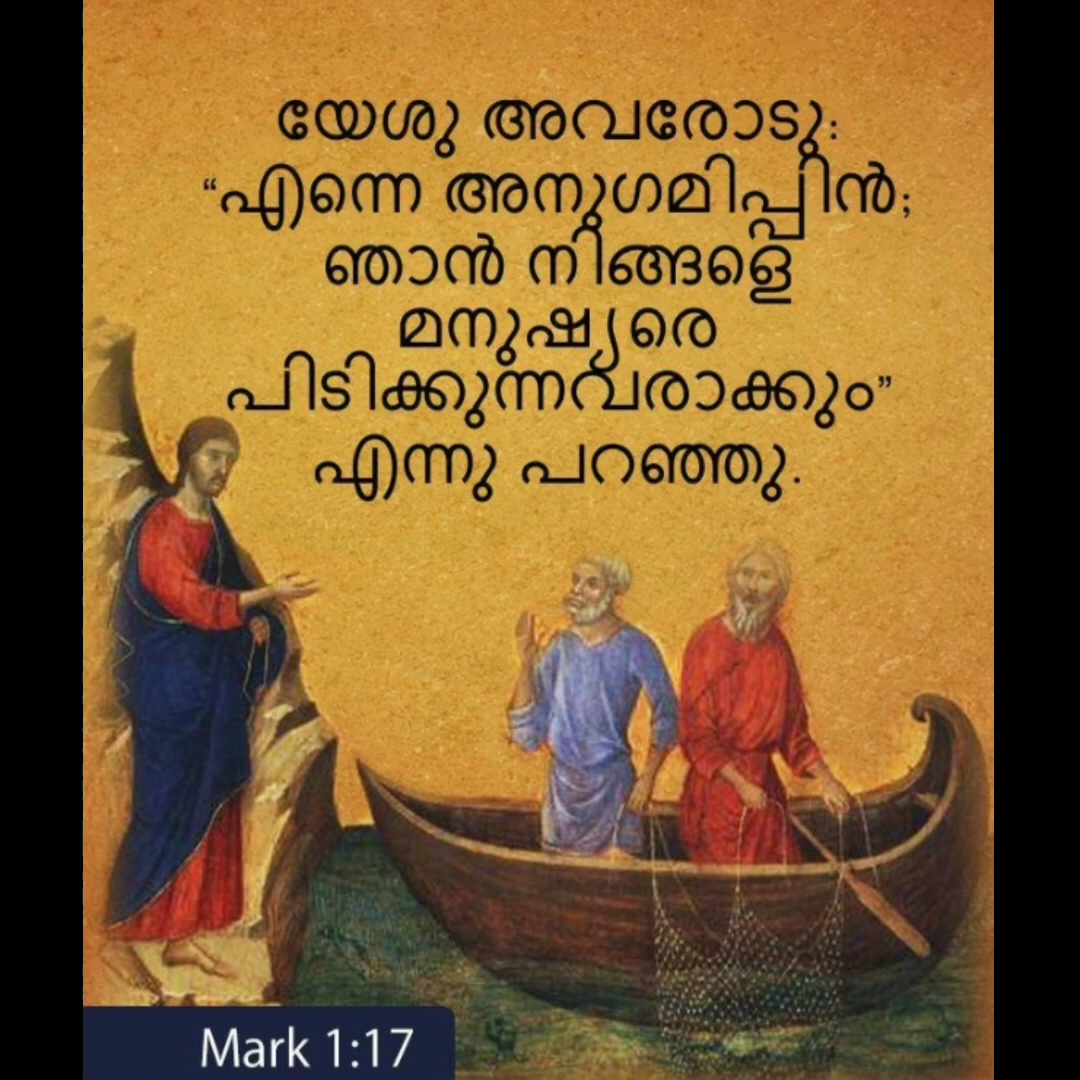 യേശു അവരോടു:
“എന്നെ അനുഗമിപ്പിൻ;
ഞാൻ നിങ്ങളെ
മനുഷ്യരെ
പിടിക്കുന്നവരാക്കും”
എന്നു പറഞ്ഞു.
Mark 1:17